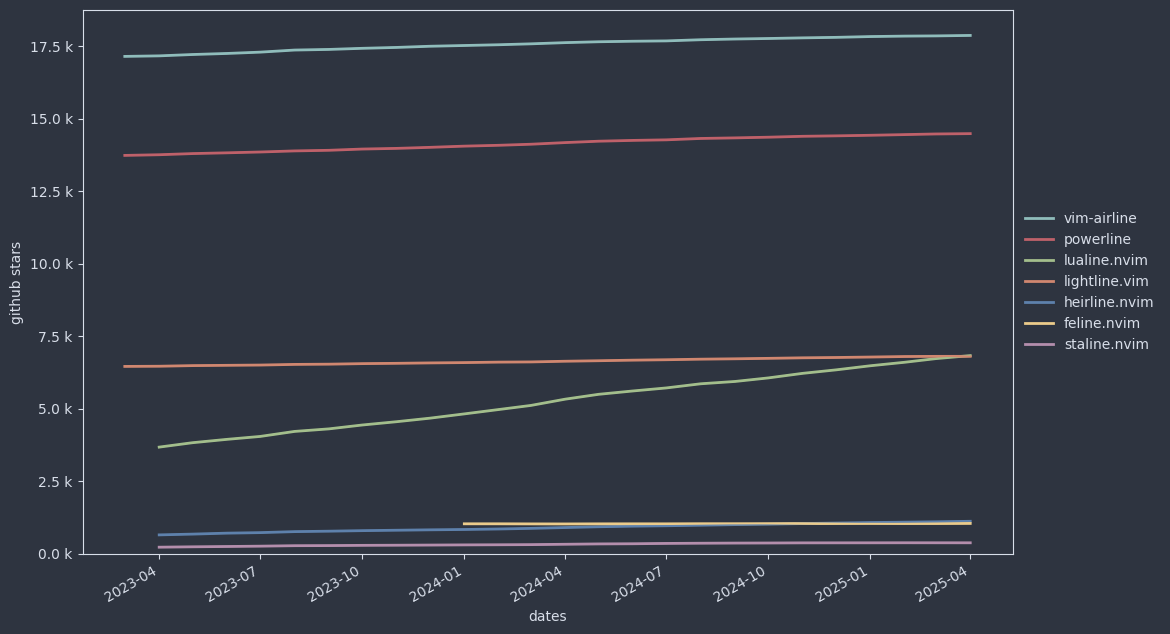 17.5 k
15.0 k
12.5 k
10.0 k
7.5 k
5.0 k
2.5 k
0.0 k
github stars
2023-04
2023-07
2023-10
2024-01
2024-04
2024-07
2024-10
2025-01
2025-04
dates
vim-airline
powerline
lualine.nvim
lightline.vim
heirline.nvim
feline.nvim
staline.nvim